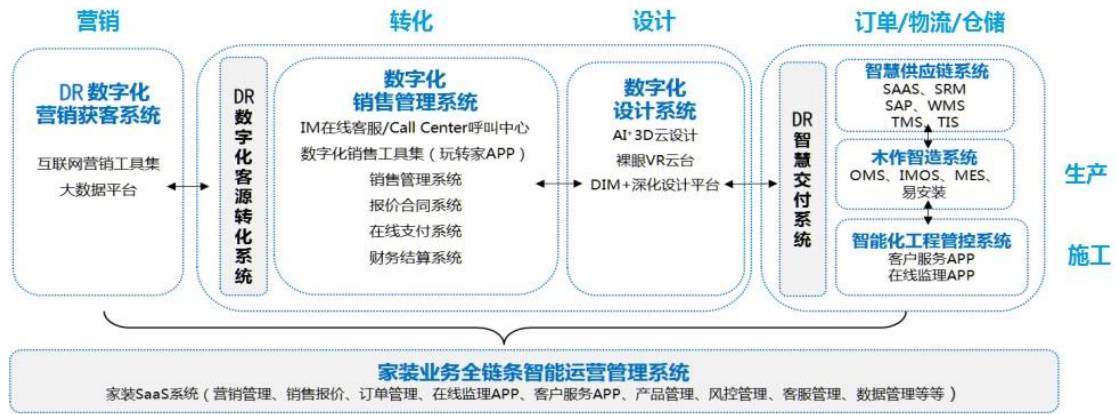 营销
转化
设计
订单/物流/仓储
DR 数字化
营销获客系统
互联网营销工具集
大数据平台
DR数字化客源转化系统
数字化
销售管理系统
IM在线客服/Call Center呼叫中心
数字化销售工具集（玩转家APP）
销售管理系统
报价合同系统
在线支付系统
财务结算系统
数字化
设计系统
AI+3D云设计
裸眼VR云台
DIM+深化设计平台
DR智慧交付系统
智慧供应链系统
SAAS、SRM
SAP、WMS
TMS、TIS
木作智造系统
OMS、IMOS、MES、
易安装
智能化工程管控系统
客户服务APP
在线监理APP
生产
施工
家装业务全链条智能运营管理系统
家装SaaS系统（营销管理、销售报价、订单管理、在线监理APP、客户服务APP、产品管理、风控管理、客服管理、数据管理等等）